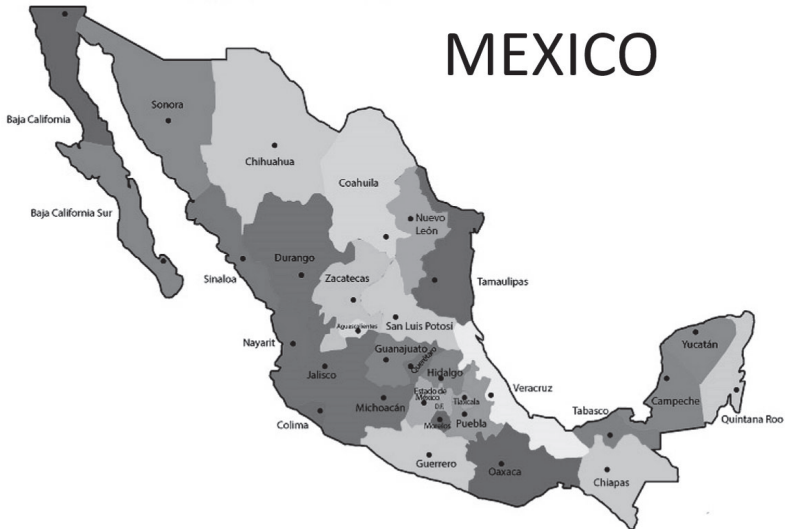 MEXICO
Baja California
Sonora
Chihuahua
Coahuila
Baja California Sur
Nuevo
León
Sinaloa
Durango
Zacatecas
Tamaulipas
Aguascalientes
San Luis Potosí
Nayarit
Guanajuato
Querétaro
Yucatán
Jalisco
Hidalgo
Estado de
México
D.F.
Tlaxcala
Veracruz
Michoacán
Campeche
Colima
Morelos
Puebla
Tabasco
Quintana Roo
Guerrero
Oaxaca
Chiapas